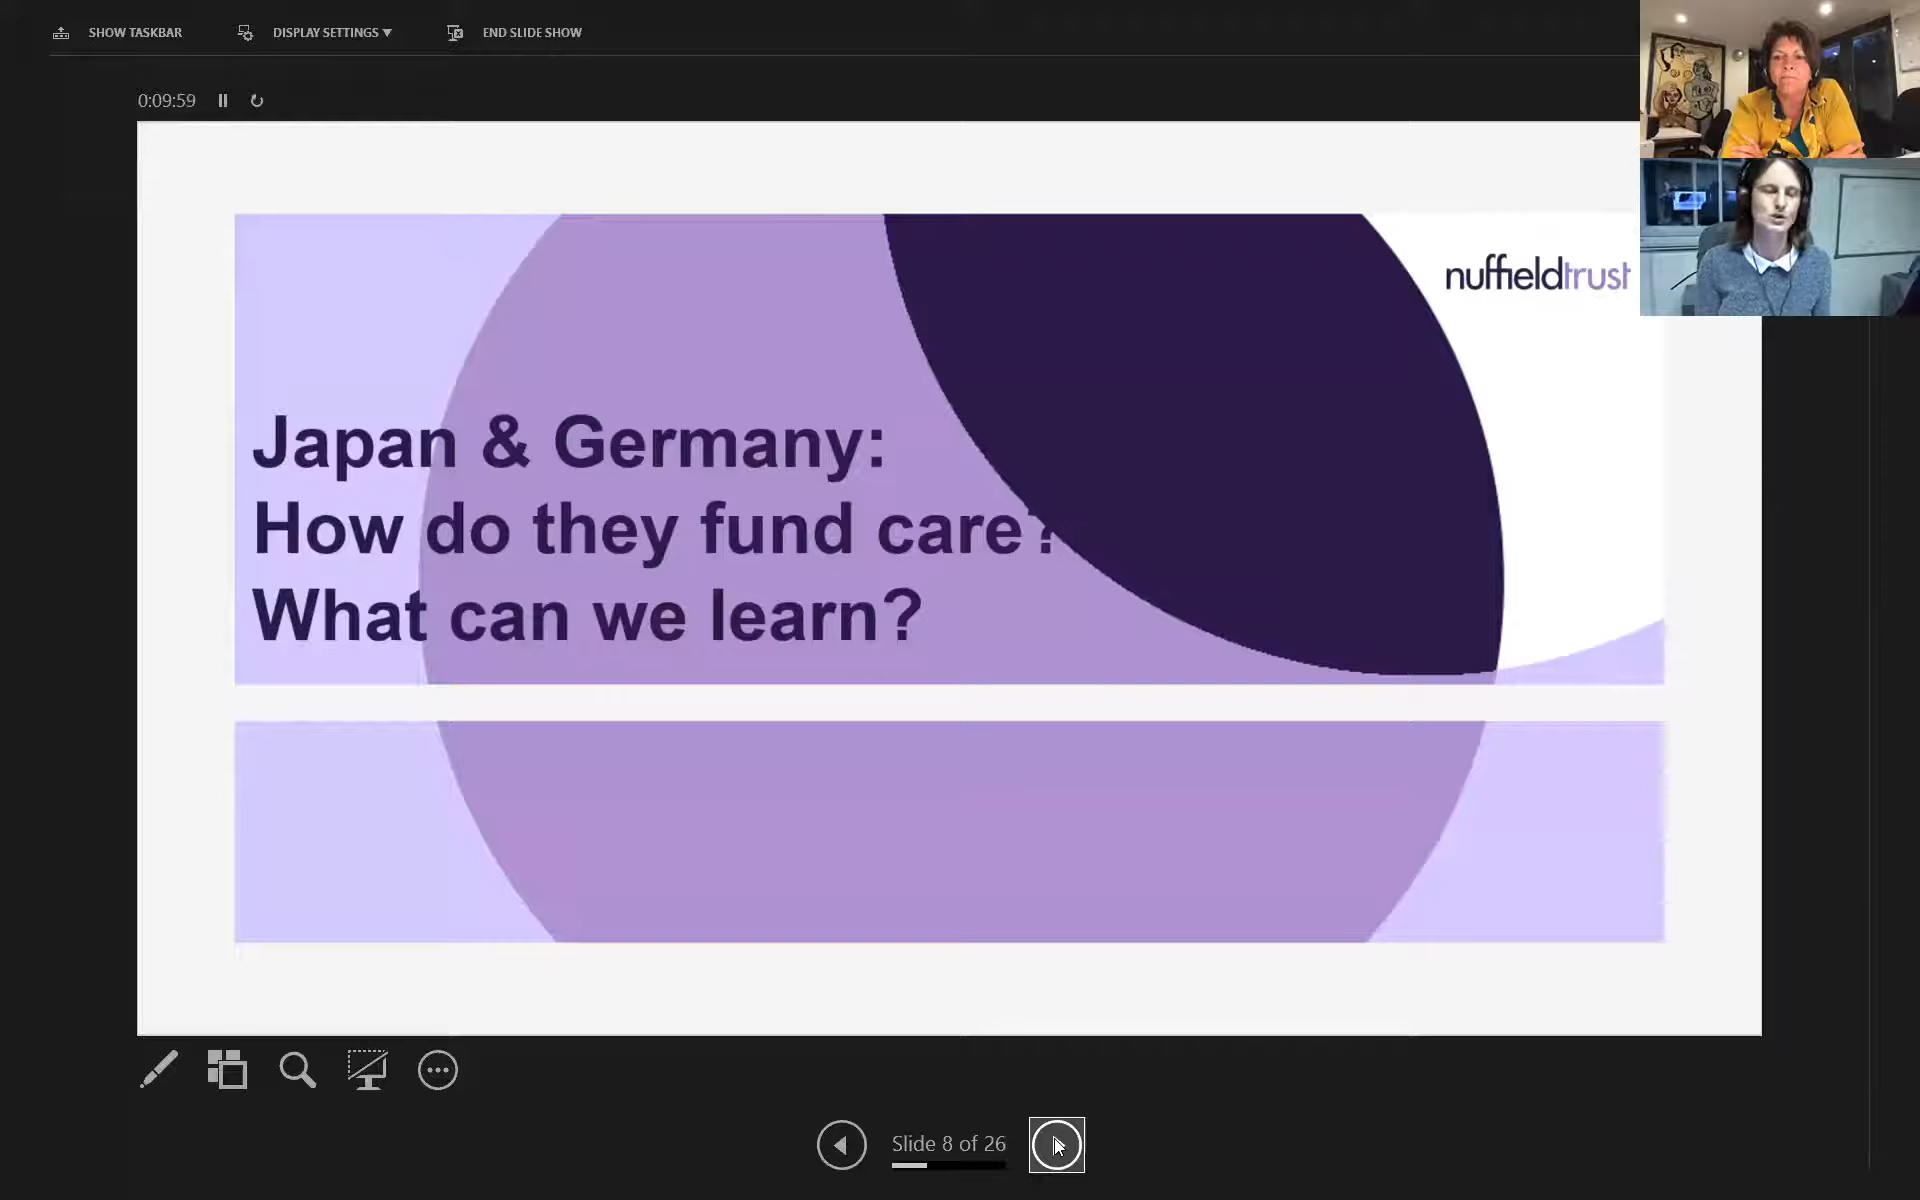 SHOW TASKBAR
DISPLAY SETTINGS
END SLIDE SHOW
0:09:59
nuffieldtrust
Japan & Germany:
How do they fund care?
What can we learn?
Slide 8 of 26